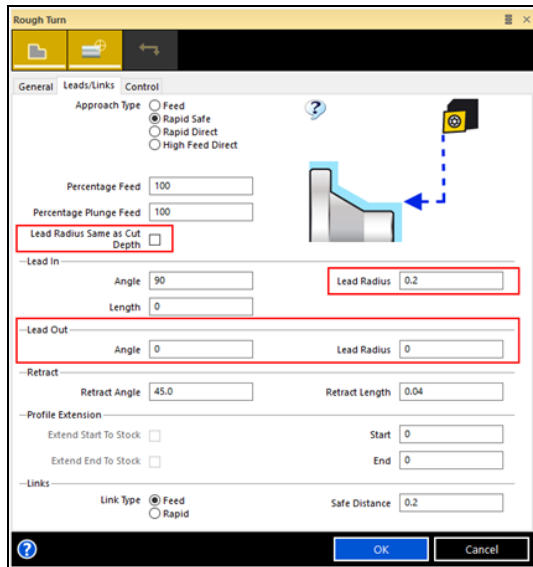 Rough Turn
General Leads/Links Control
Approach Type Feed
Rapid Safe
Rapid Direct
High Feed Direct
Percentage Feed 100
Percentage Plunge Feed 100
Lead Radius Same as Cut
Depth
Lead In
Angle 90 Lead Radius 0.2
Length 0
Lead Out
Angle 0 Lead Radius 0
Retract
Retract Angle 45.0 Retract Length 0.04
Profile Extension
Extend Start To Stock Start 0
Extend End To Stock End 0
Links
Link Type Feed Safe Distance 0.2
Rapid
OK Cancel